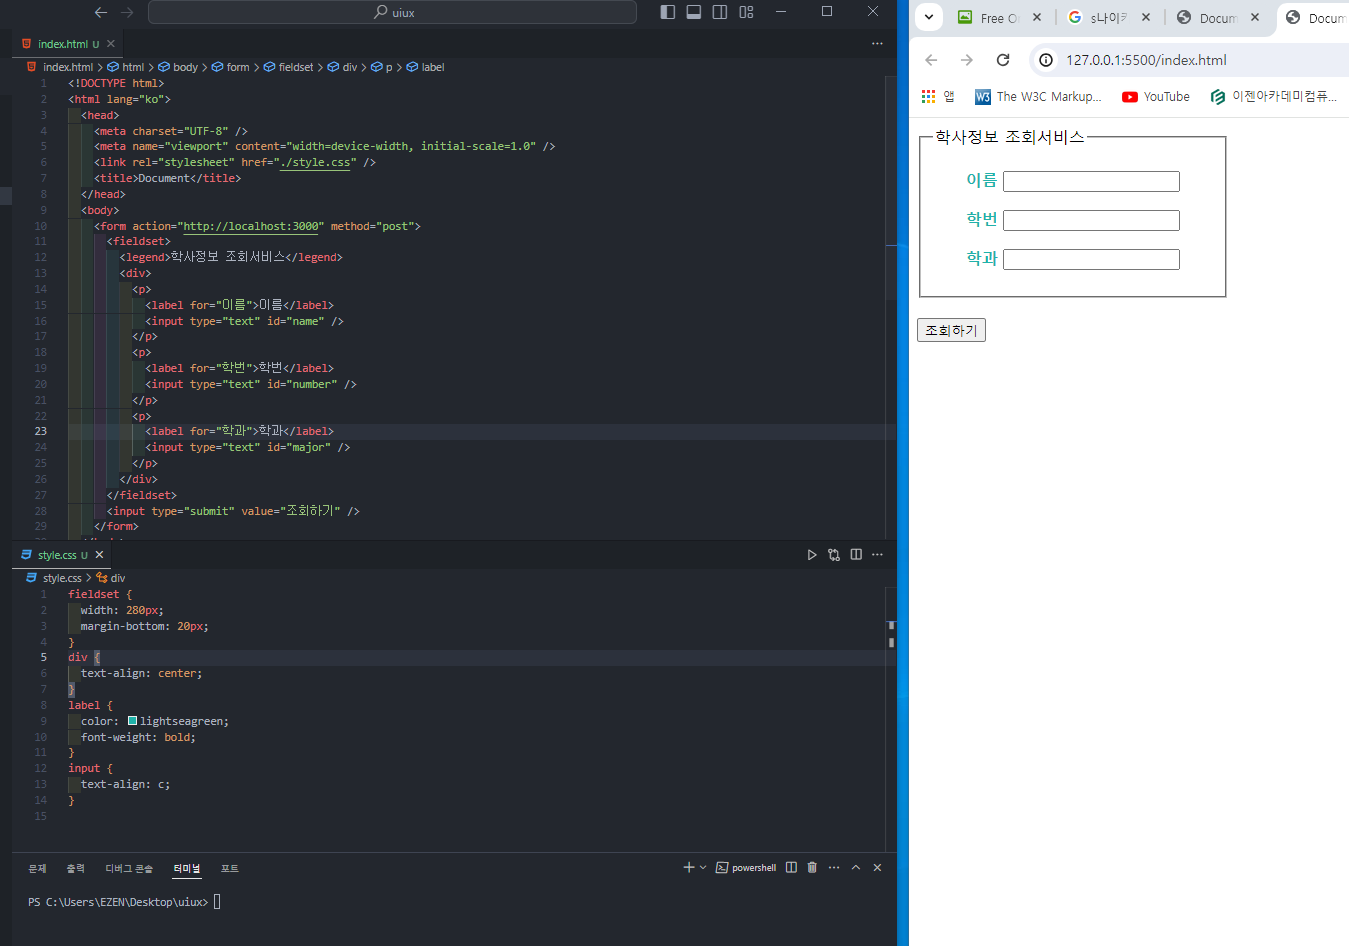 uiux
index.html U
index.html > html > body > form > fieldset > div > p > label
1 <!DOCTYPE html>
2 <html lang="ko">
3 <head>
4 <meta charset="UTF-8" />
5 <meta name="viewport" content="width=device-width, initial-scale=1.0" />
6 <link rel="stylesheet" href="./style.css" />
7 <title>Document</title>
8 </head>
9 <body>
10 <form action="http://localhost:3000" method="post">
11 <fieldset>
12 <legend>학사정보 조회서비스</legend>
13 <div>
14 <p>
15 <label for="이름">이름</label>
16 <input type="text" id="name" />
17 </p>
18 <p>
19 <label for="학번">학번</label>
20 <input type="text" id="number" />
21 </p>
22 <p>
23 <label for="학과">학과</label>
24 <input type="text" id="major" />
25 </p>
26 </div>
27 </fieldset>
28 <input type="submit" value="조회하기" />
29 </form>
style.css U
style.css > div
1 fieldset {
2 width: 280px;
3 margin-bottom: 20px;
4 }
5 div {
6 text-align: center;
7 }
8 label {
9 color: lightseagreen;
10 font-weight: bold;
11 }
12 input {
13 text-align: c;
14 }
15
문제 출력 디버그 콘솔 터미널 포트
powershell
PS C:\Users\EZEN\Desktop\uiux>
Free O
s나이키
Docum
Docum
127.0.0.1:5500/index.html
앱
The W3C Markup...
YouTube
이젠아카데미컴퓨...
학사정보 조회서비스
이름
학번
학과
조회하기